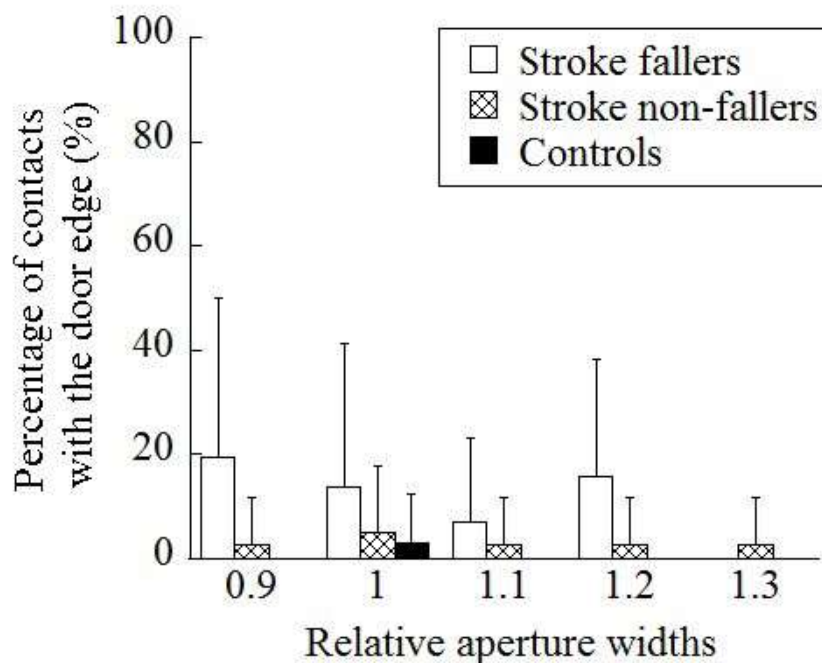 Percentage of contacts
with the door edge (%)
100
80
60
40
20
0
Stroke fallers
Stroke non-fallers
Controls
0.9 1 1.1 1.2 1.3
Relative aperture widths